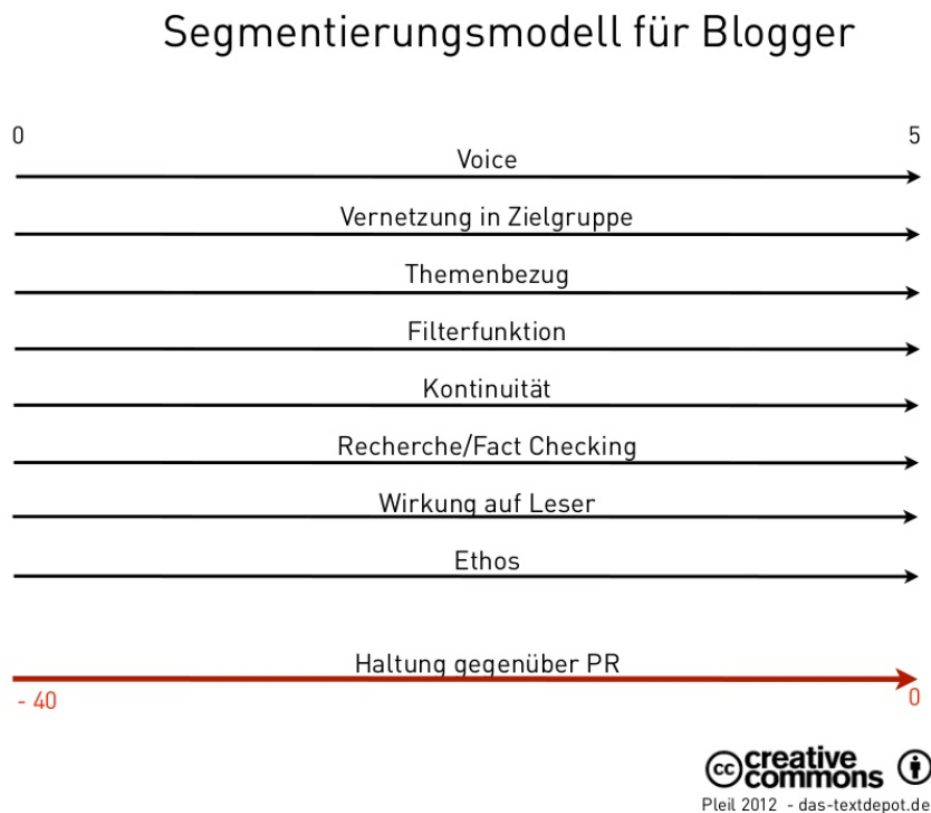 Segmentierungsmodell für Blogger
0 5
Voice
Vernetzung in Zielgruppe
Themenbezug
Filterfunktion
Kontinuität
Recherche/Fact Checking
Wirkung auf Leser
Ethos
Haltung gegenüber PR
- 40 0
cc creative
commons
Pleil 2012 - das-textdepot.de